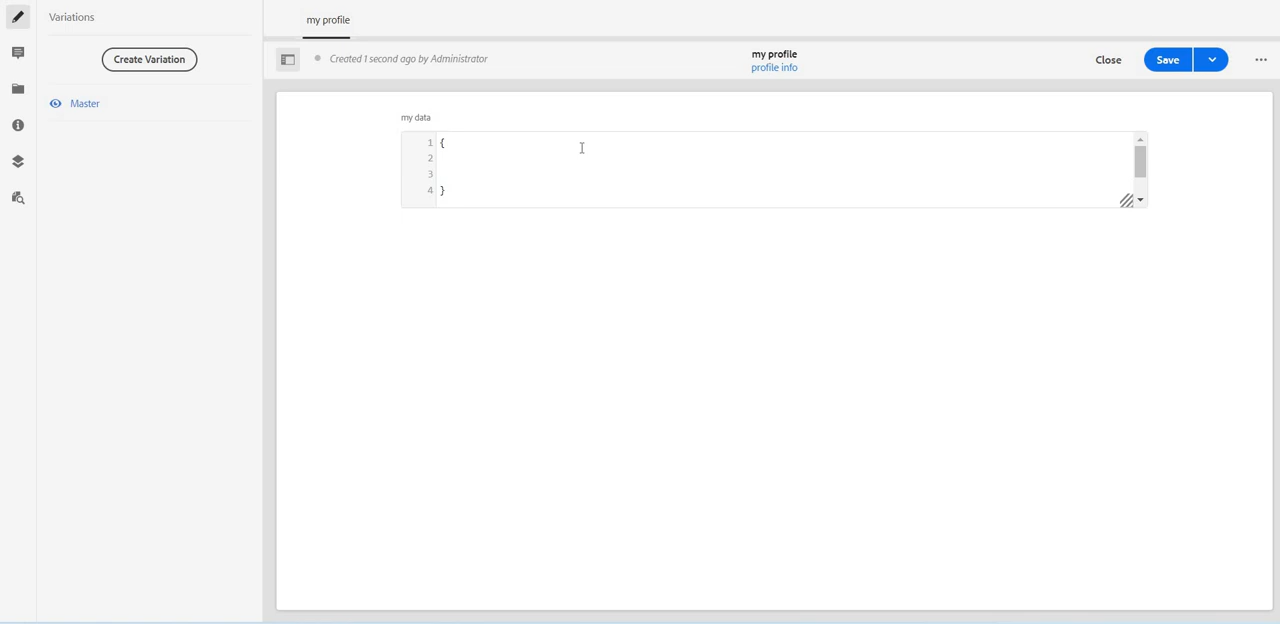 Variations
my profile
Create Variation
Created 1 second ago by Administrator
my profile
profile info
Close
Save
Master
my data
1 {
2
3
4 }